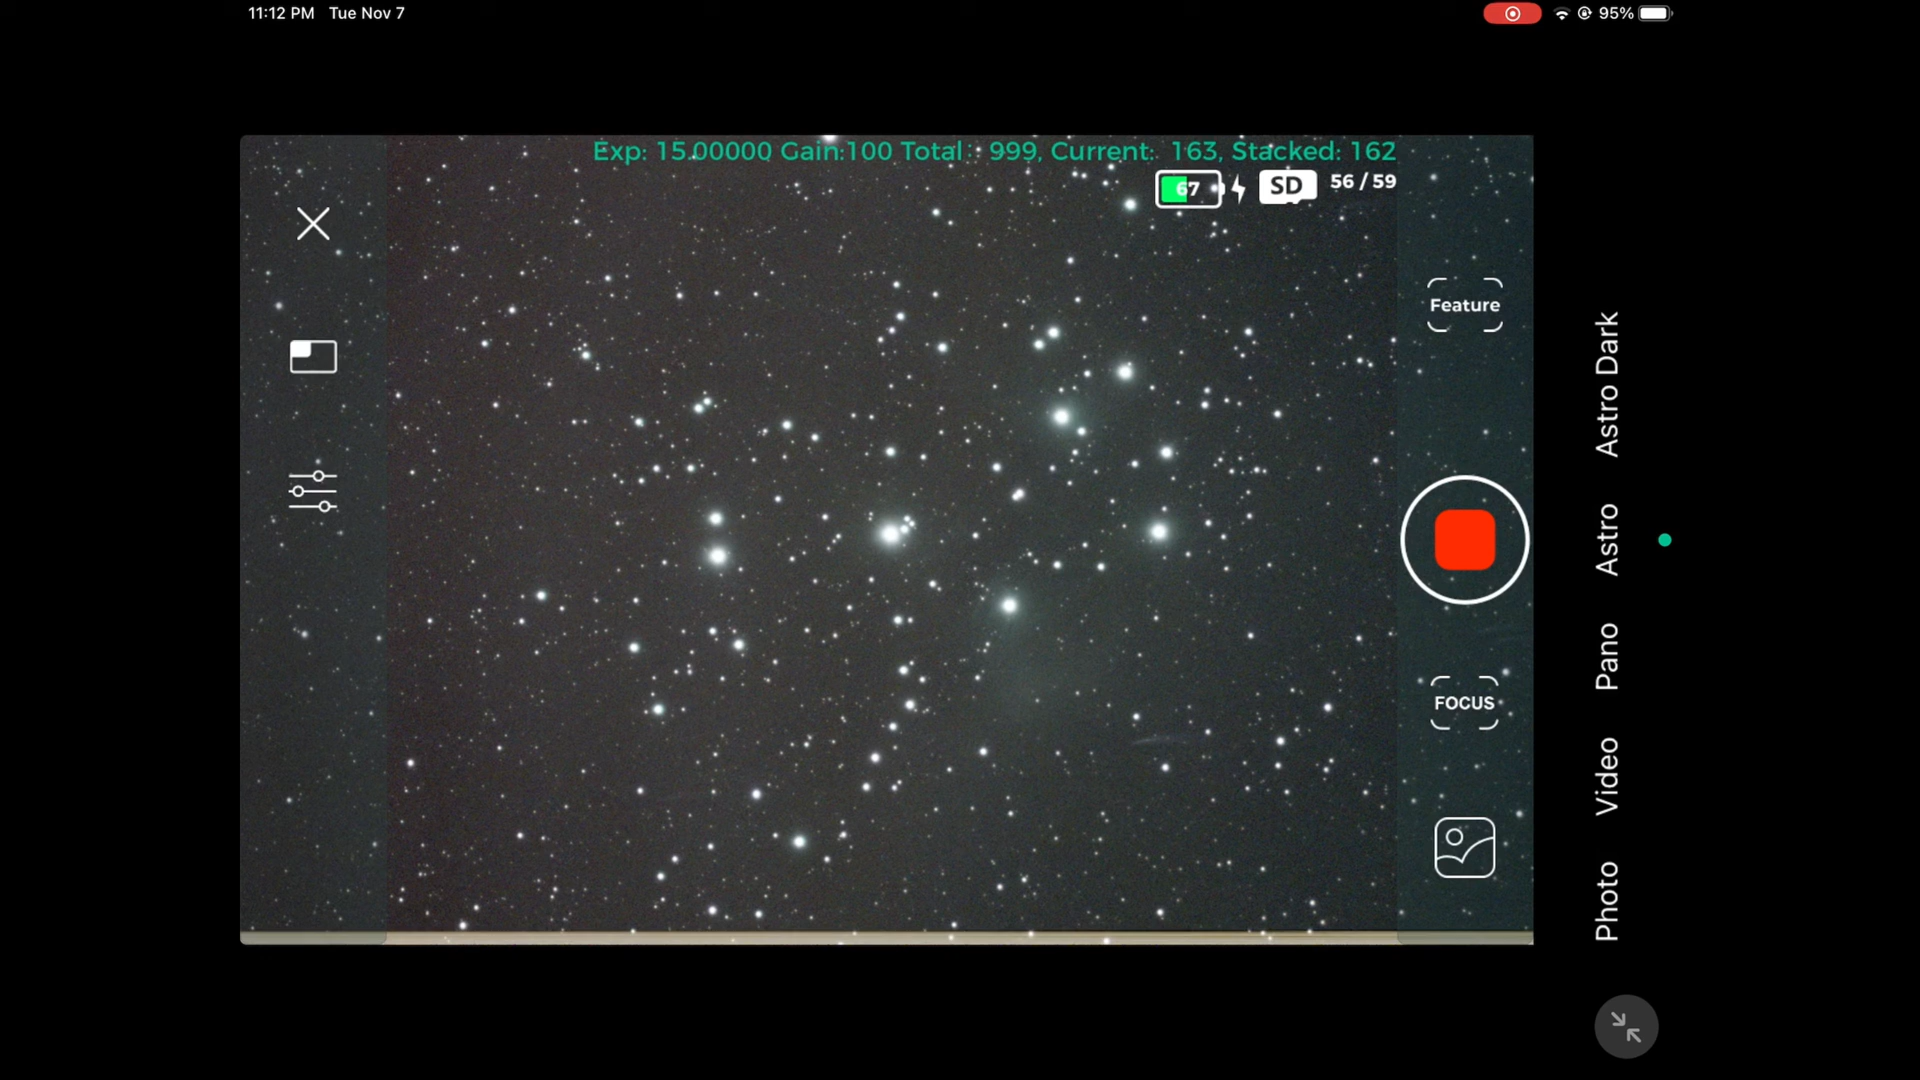 11:12 PM Tue Nov 7
95%
Exp: 15.00000 Gain:100 Total : 999, Current: 163, Stacked: 162
67 SD 56 / 59
Feature
FOCUS
Astro Dark
Astro
Pano
Video
Photo